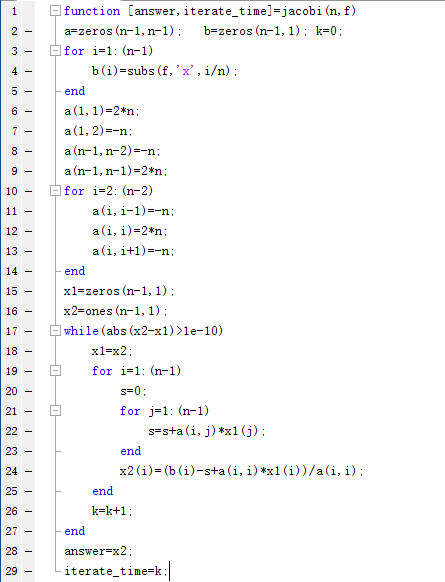 1 function [answer,iterate_time]=jacobi(n,f)
2 a=zeros(n-1,n-1); b=zeros(n-1,1); k=0;
3 for i=1:(n-1)
4 b(i)=subs(f,'x',i/n);
5 end
6 a(1,1)=2*n;
7 a(1,2)=-n;
8 a(n-1,n-2)=-n;
9 a(n-1,n-1)=2*n;
10 for i=2:(n-2)
11 a(i,i-1)=-n;
12 a(i,i)=2*n;
13 a(i,i+1)=-n;
14 end
15 x1=zeros(n-1,1);
16 x2=ones(n-1,1);
17 while(abs(x2-x1)>1e-10)
18 x1=x2;
19 for i=1:(n-1)
20 s=0;
21 for j=1:(n-1)
22 s=s+a(i,j)*x1(j);
23 end
24 x2(i)=(b(i)-s+a(i,i)*x1(i))/a(i,i);
25 end
26 k=k+1;
27 end
28 answer=x2;
29 iterate_time=k;